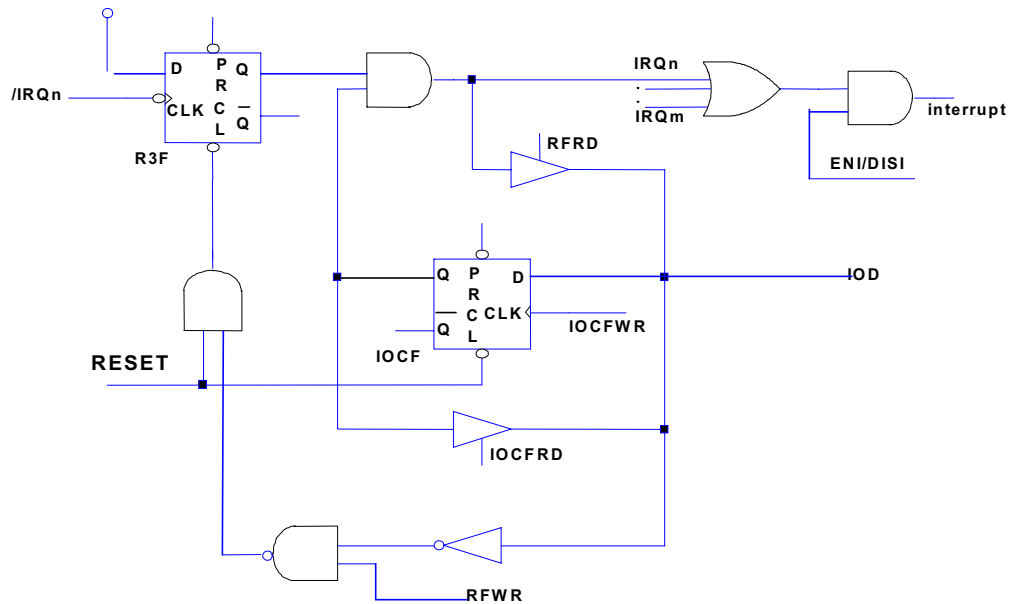 D
P
R
C
L
Q
Q
CLK
/IRQn
R3F
IRQn
.
.
IRQm
interrupt
ENI/DISI
RFRD
Q
P
R
C
L
D
CLK
Q
IOD
IOCFWR
IOCF
RESET
IOCFRD
RFWR